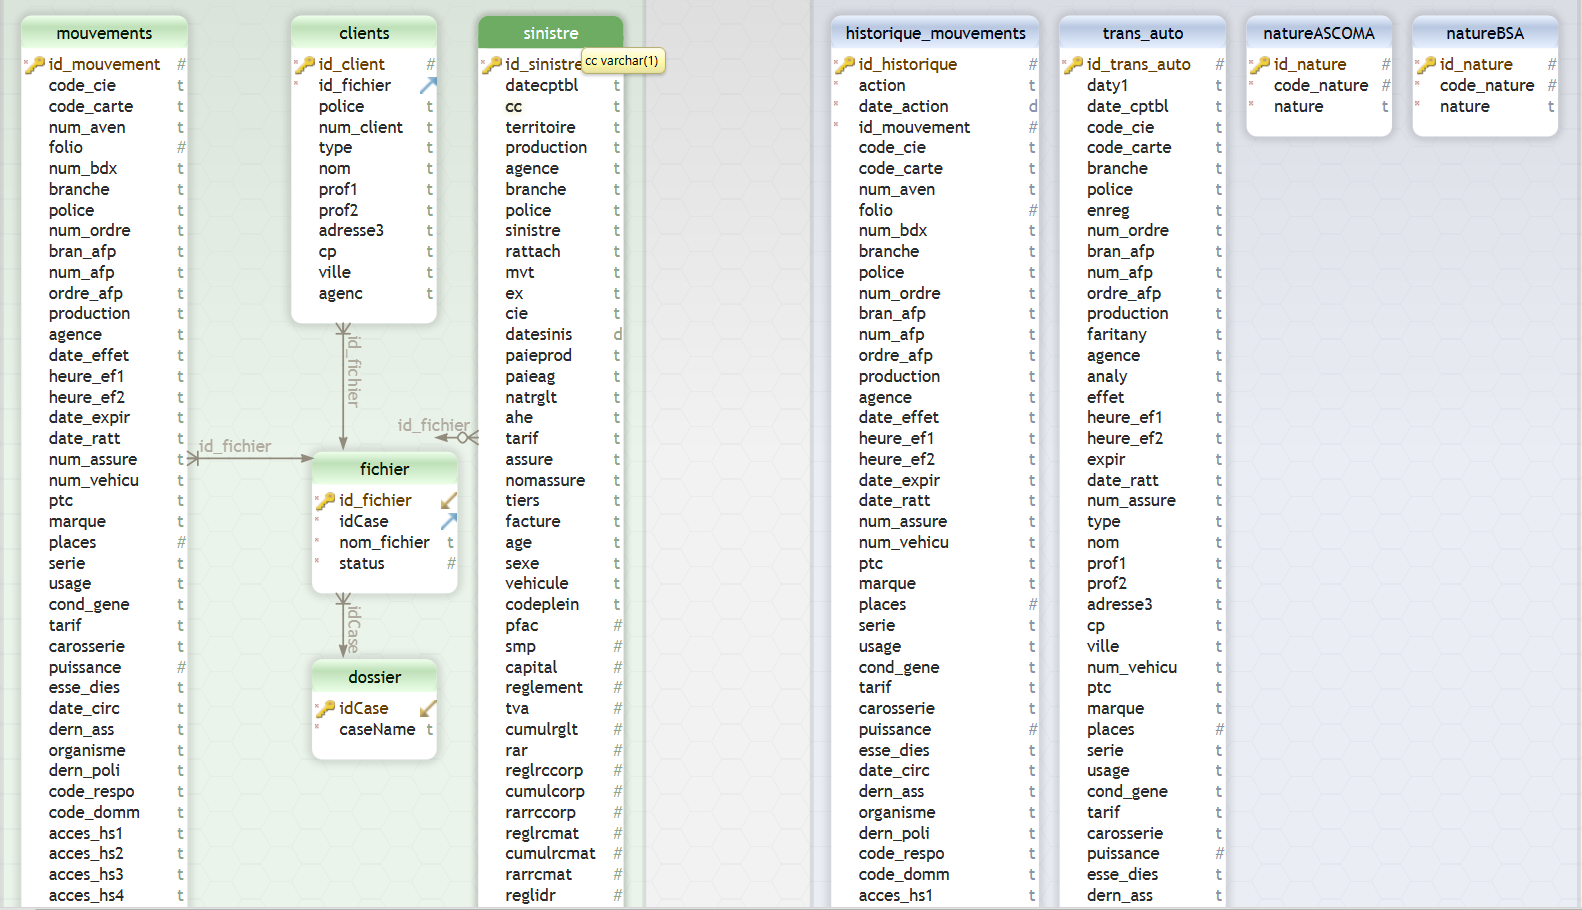 mouvements
id_mouvement #
code_cie t
code_carte t
num_aven t
folio #
num_bdx t
branche t
police t
num_ordre t
bran_afp t
num_afp t
ordre_afp t
production t
agence t
date_effet t
heure_ef1 t
heure_ef2 t
date_expir t
date_ratt t
num_assure t
num_vehicu t
ptc t
marque t
places #
serie t
usage t
cond_gene t
tarif t
carosserie t
puissance #
esse_dies t
date_circ t
dern_ass t
organisme t
dern_poli t
code_respo t
code_domm t
acces_hs1 t
acces_hs2 t
acces_hs3 t
acces_hs4 t
id_fichier
clients
id_client #
id_fichier
police t
num_client t
type t
nom t
prof1 t
prof2 t
adresse3 t
cp t
ville t
agenc t
id_fichier
fichier
id_fichier
idCase
nom_fichier t
status #
idCase
dossier
idCase
caseName t
id_fichier
sinistre
cc varchar(1)
id_sinistre
datecptbl t
cc t
territoire t
production t
agence t
branche t
police t
sinistre t
rattach t
mvt t
ex t
cie t
datesinis d
paieprod t
paieag t
natrglt t
ahe t
tarif t
assure t
nomassure t
tiers t
facture t
age t
sexe t
vehicule t
codeplein t
pfac #
smp #
capital #
reglement #
tva #
cumulrglt #
rar #
reglrccorp #
cumulcorp #
rarrccorp #
reglrcmat #
cumulrcmat #
rarrcmat #
reglidr #
historique_mouvements
id_historique #
action t
date_action d
id_mouvement #
code_cie t
code_carte t
num_aven t
folio #
num_bdx t
branche t
police t
num_ordre t
bran_afp t
num_afp t
ordre_afp t
production t
agence t
date_effet t
heure_ef1 t
heure_ef2 t
date_expir t
date_ratt t
num_assure t
num_vehicu t
ptc t
marque t
places #
serie t
usage t
cond_gene t
tarif t
carosserie t
puissance #
esse_dies t
date_circ t
dern_ass t
organisme t
dern_poli t
code_respo t
code_domm t
acces_hs1 t
trans_auto
id_trans_auto #
daty1 t
date_cptbl t
code_cie t
code_carte t
branche t
police t
enreg t
num_ordre t
bran_afp t
num_afp t
ordre_afp t
production t
faritany t
agence t
analy t
effet t
heure_ef1 t
heure_ef2 t
expir t
date_ratt t
num_assure t
type t
nom t
prof1 t
prof2 t
adresse3 t
cp t
ville t
num_vehicu t
ptc t
marque t
places #
serie t
usage t
cond_gene t
tarif t
carosserie t
puissance #
esse_dies t
dern_ass t
natureASCOMA
id_nature #
code_nature #
nature t
natureBSA
id_nature #
code_nature #
nature t